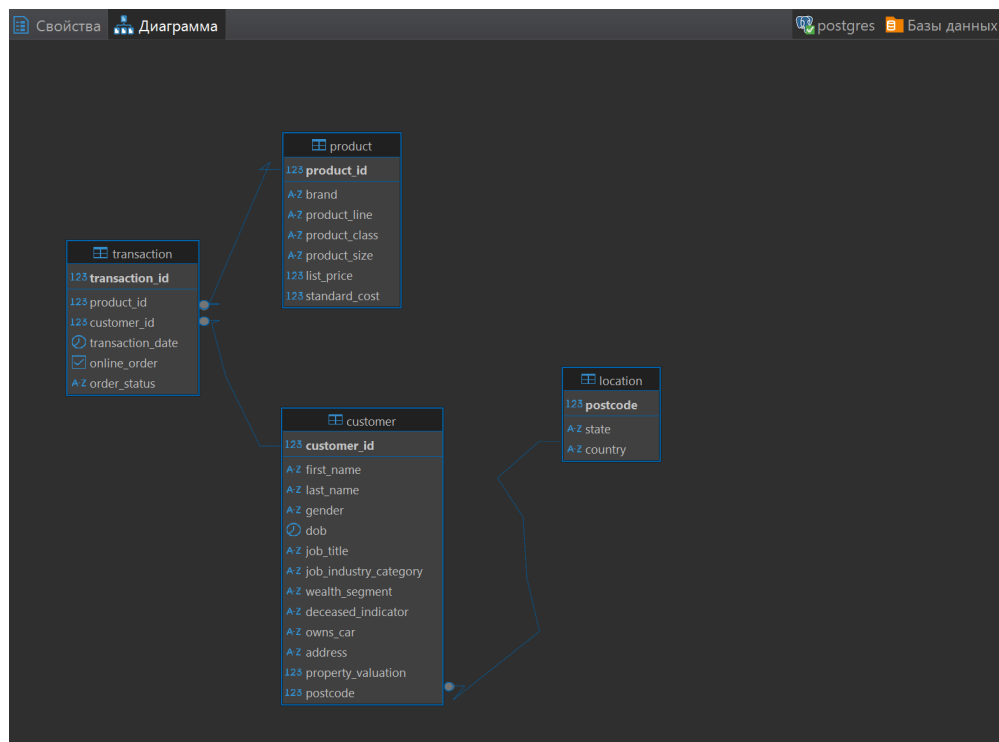 Свойства
Диаграмма
postgres
Базы данных
product
123 product_id
A-Z brand
A-Z product_line
A-Z product_class
A-Z product_size
123 list_price
123 standard_cost
transaction
123 transaction_id
123 product_id
123 customer_id
transaction_date
online_order
A-Z order_status
customer
123 customer_id
A-Z first_name
A-Z last_name
A-Z gender
dob
A-Z job_title
A-Z job_industry_category
A-Z wealth_segment
A-Z deceased_indicator
A-Z owns_car
A-Z address
123 property_valuation
123 postcode
location
123 postcode
A-Z state
A-Z country